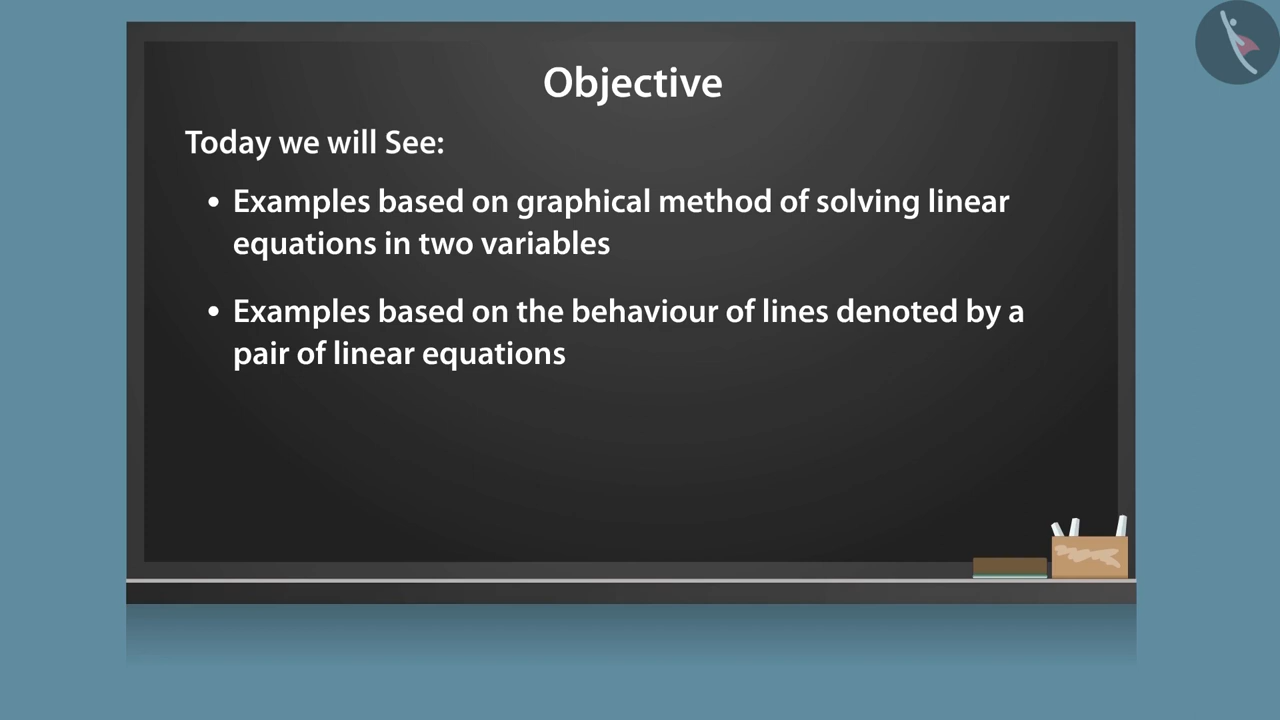 Objective
Today we will See:
• Examples based on graphical method of solving linear
equations in two variables
• Examples based on the behaviour of lines denoted by a
pair of linear equations